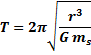 T = 2π√(r³ / (G mₛ))